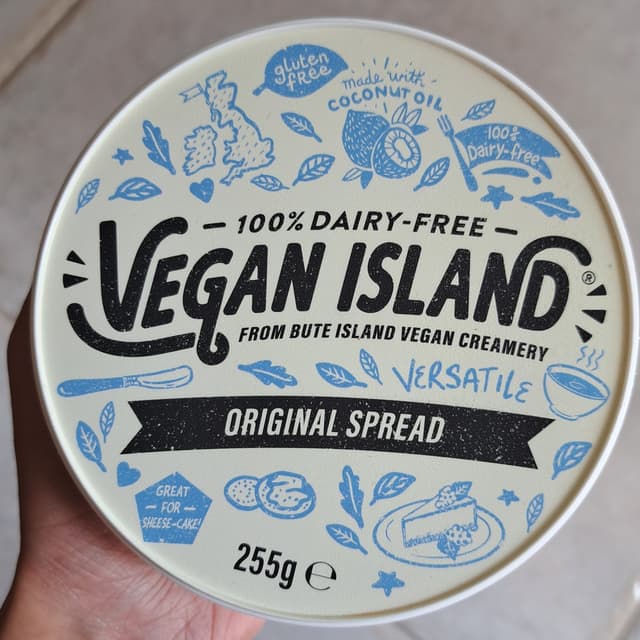 gluten
free
made with
COCONUT OIL
100%
Dairy-free
100% DAIRY-FREE
VEGAN ISLAND®
FROM BUTE ISLAND VEGAN CREAMERY
VERSATILE
ORIGINAL SPREAD
GREAT
FOR
SHEESE-CAKE!
255g ℮